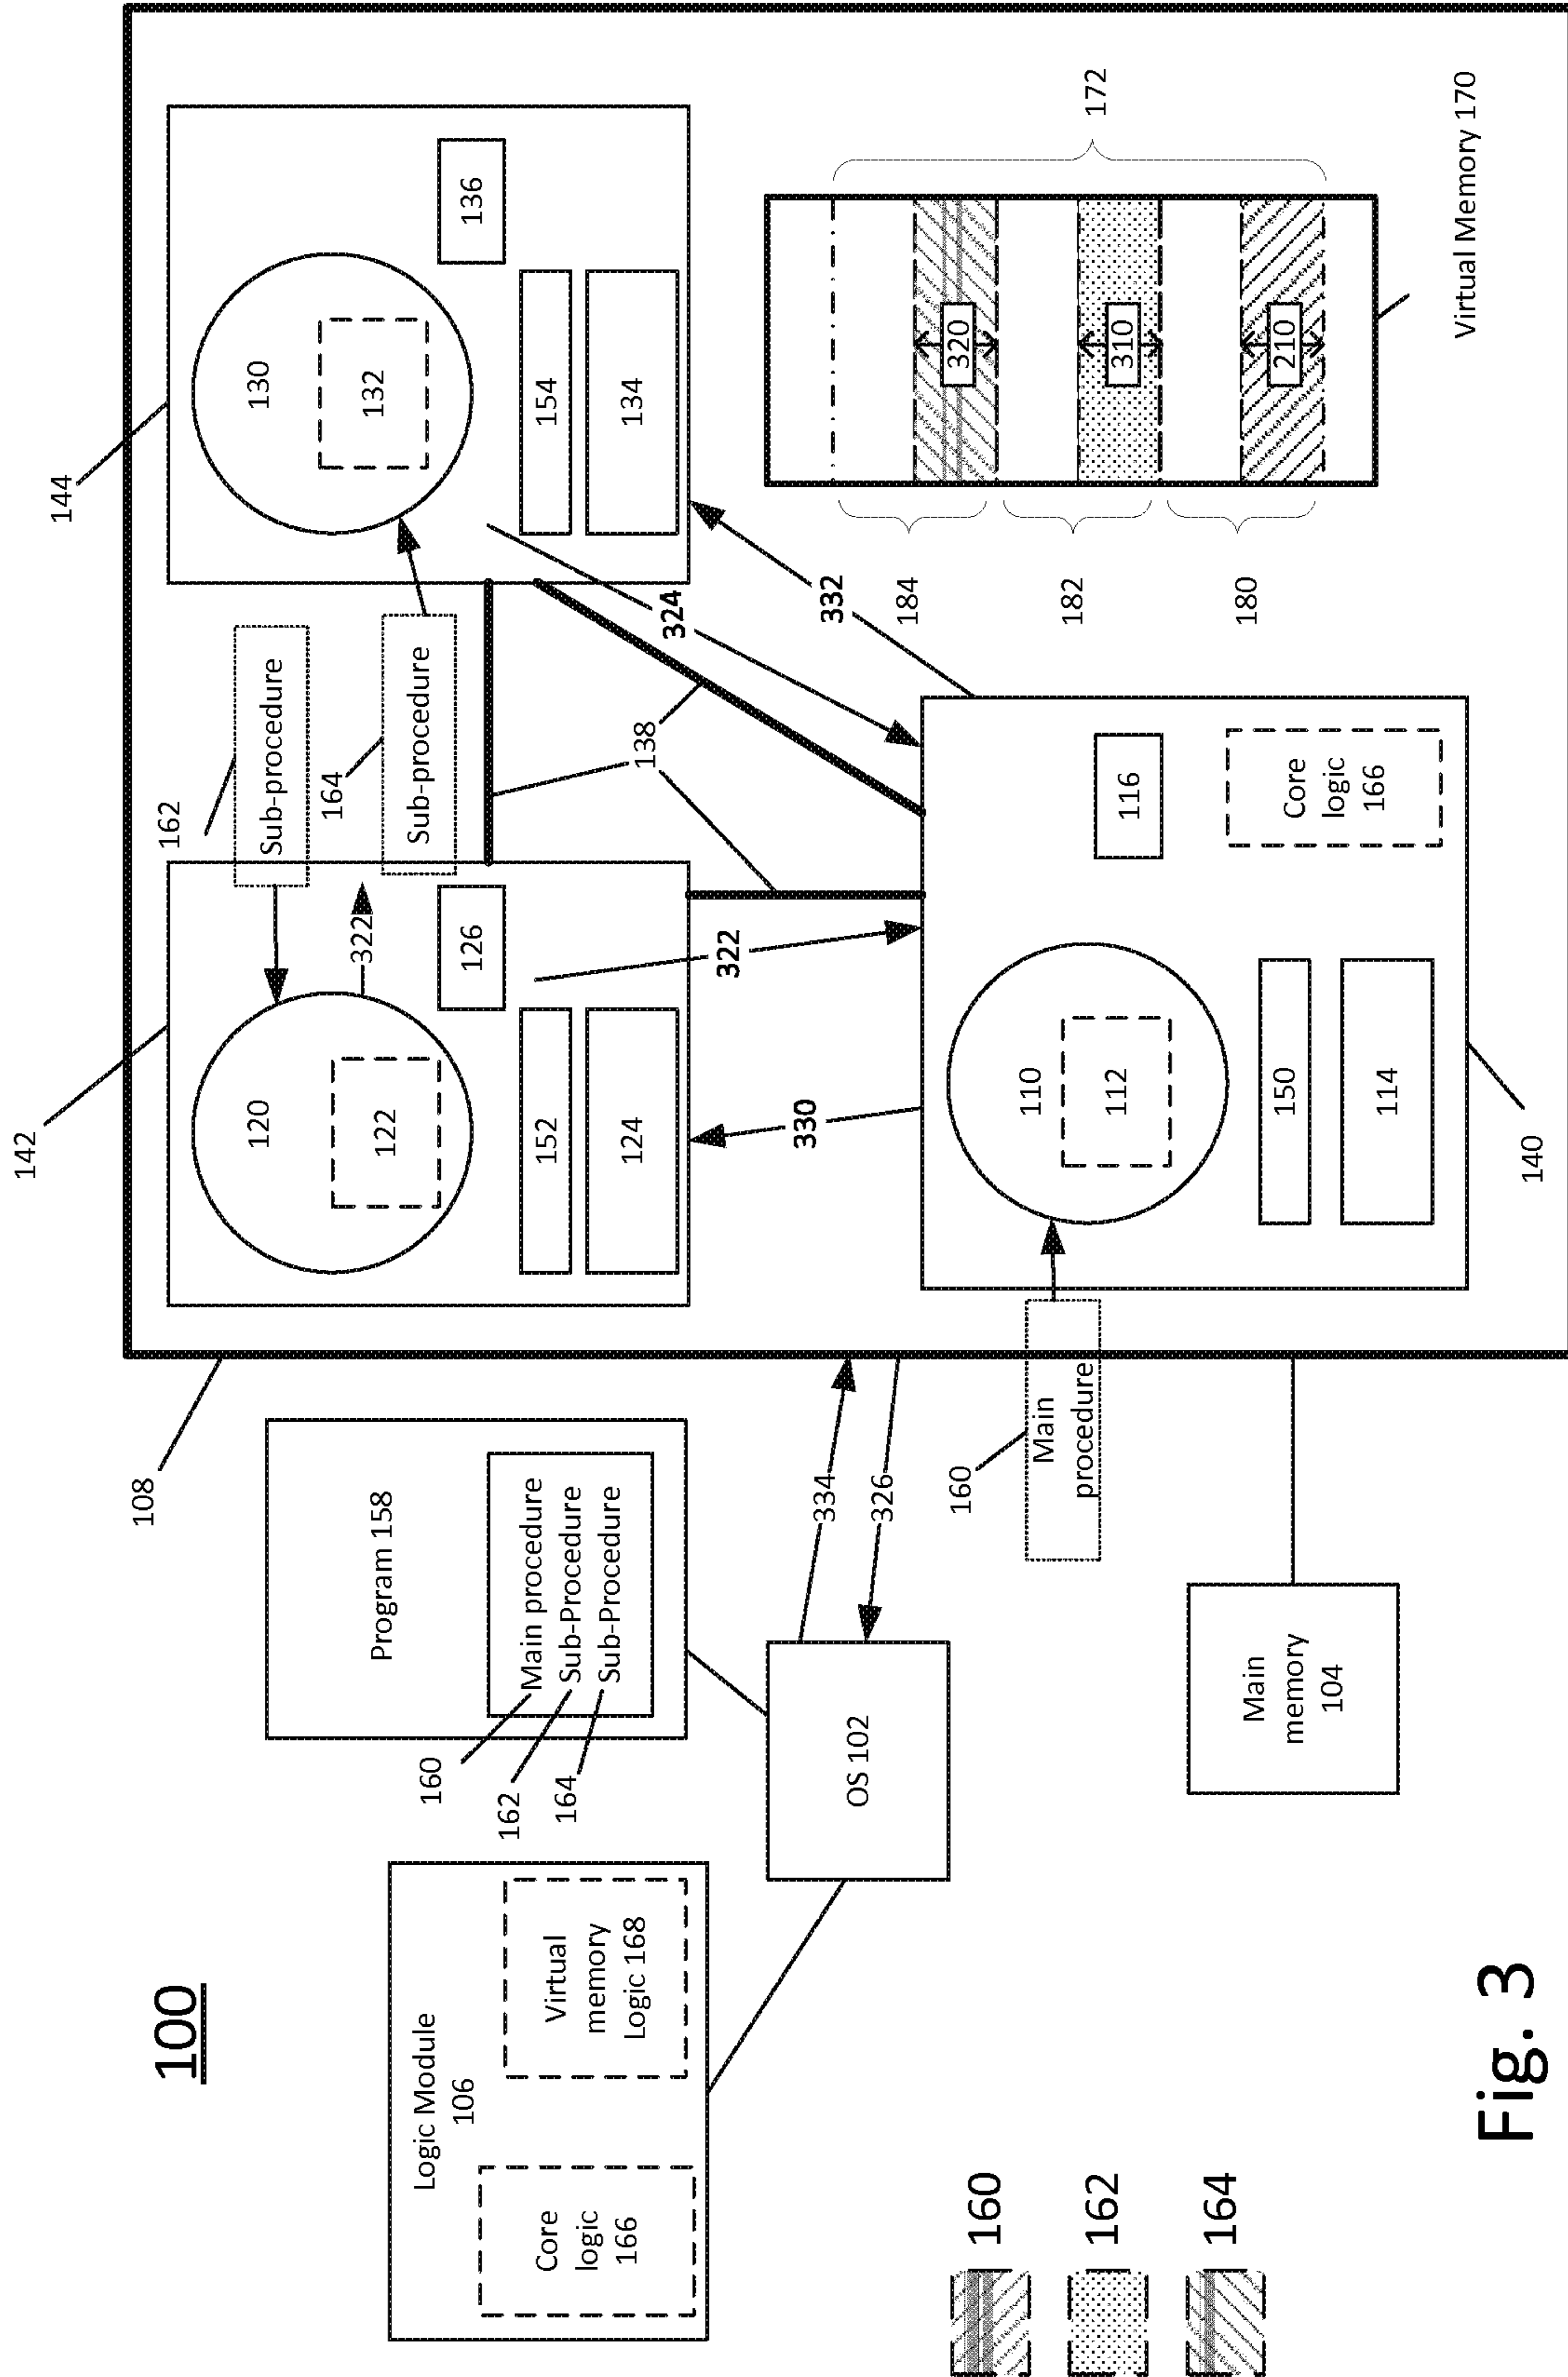 100
Logic Module
106
Core
logic
166
Virtual
memory
Logic 168
Program 158
Main procedure
Sub-Procedure
Sub-Procedure
160
162
164
OS 102
334
326
Main
memory
104
108
142
120
122
152
124
126
322
162
Sub-procedure
164
Sub-procedure
144
130
132
154
134
136
138
322
324
330
332
160
Main
procedure
110
112
150
114
116
Core
logic
166
140
184
182
180
320
310
210
172
Virtual Memory 170
160
162
164
Fig. 3